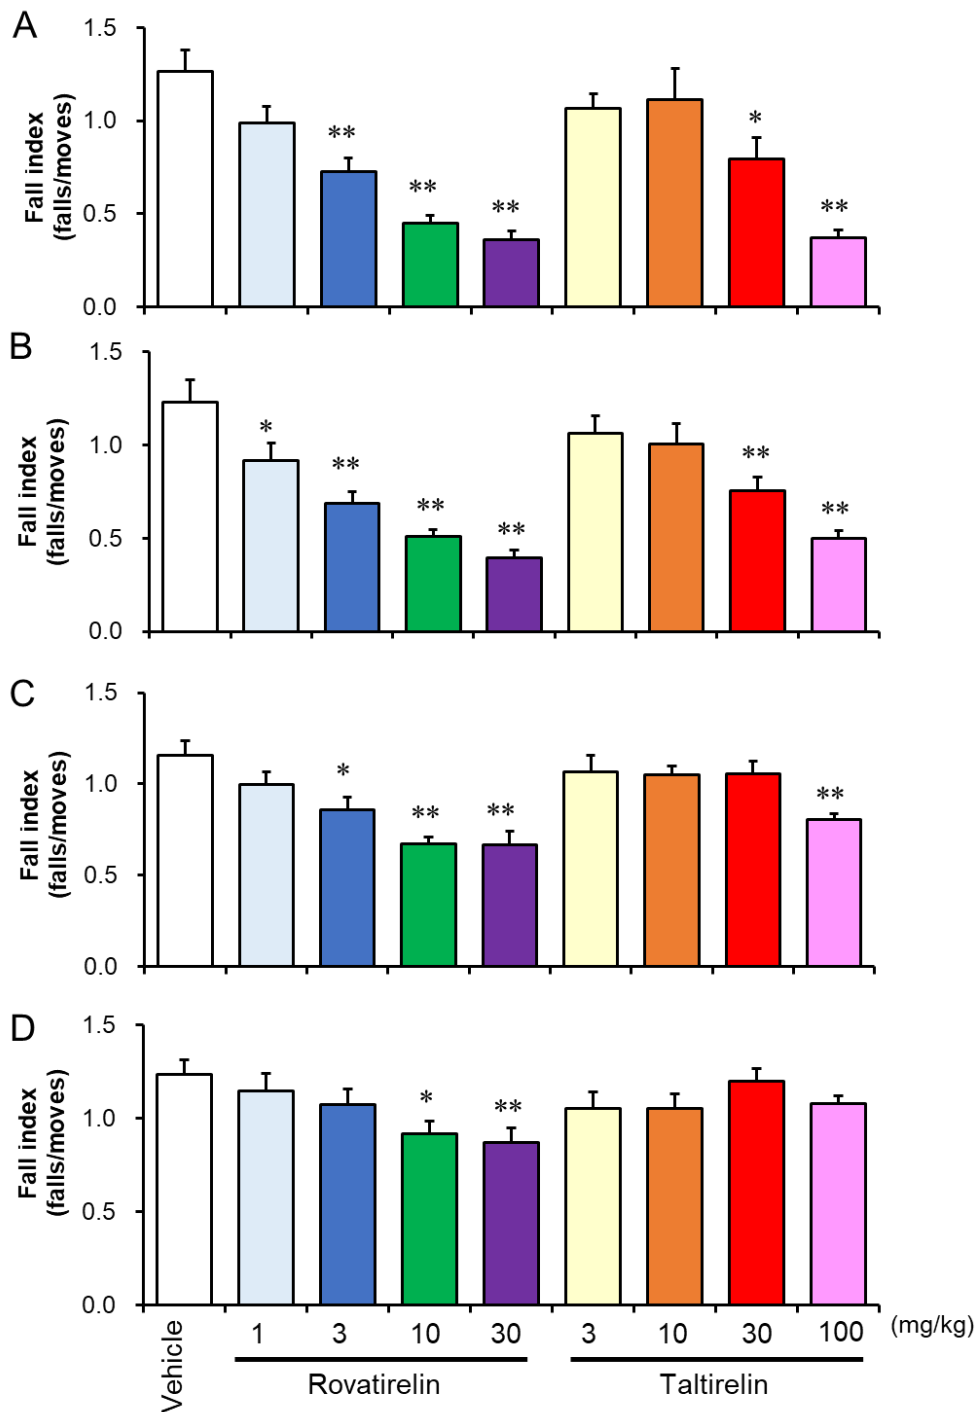 A
1.5
1.0
0.5
0.0
Fall index
(falls/moves)
**
**
**
*
**
B
1.5
1.0
0.5
0.0
Fall index
(falls/moves)
*
**
**
**
**
**
C
1.5
1.0
0.5
0.0
Fall index
(falls/moves)
*
**
**
**
D
1.5
1.0
0.5
0.0
Fall index
(falls/moves)
*
**
Vehicle
1 3 10 30 3 10 30 100 (mg/kg)
Rovatirelin Taltirelin